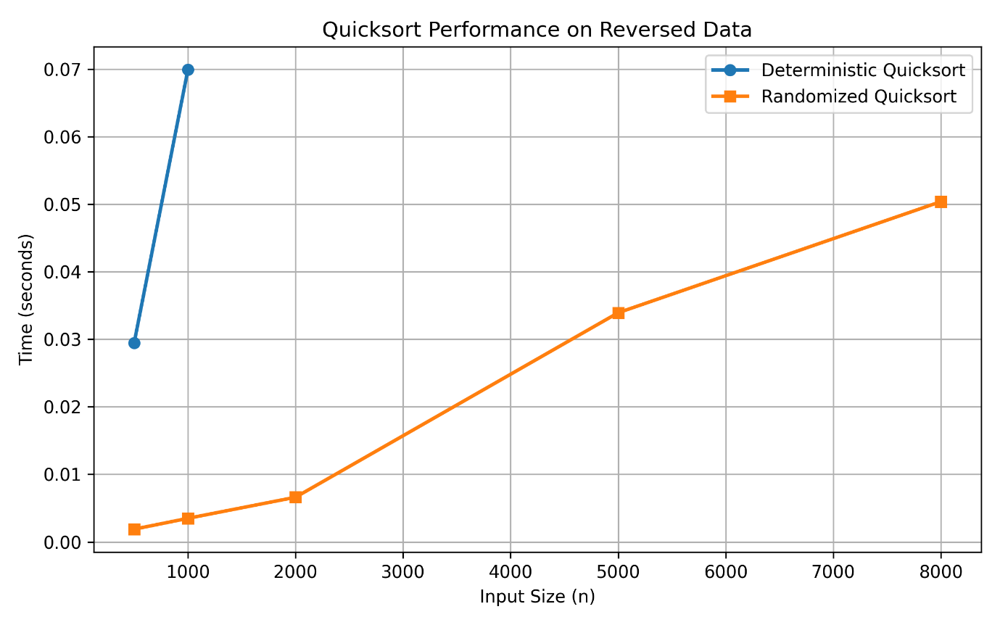 Quicksort Performance on Reversed Data
Deterministic Quicksort
Randomized Quicksort
Time (seconds)
0.07
0.06
0.05
0.04
0.03
0.02
0.01
0.00
1000 2000 3000 4000 5000 6000 7000 8000
Input Size (n)